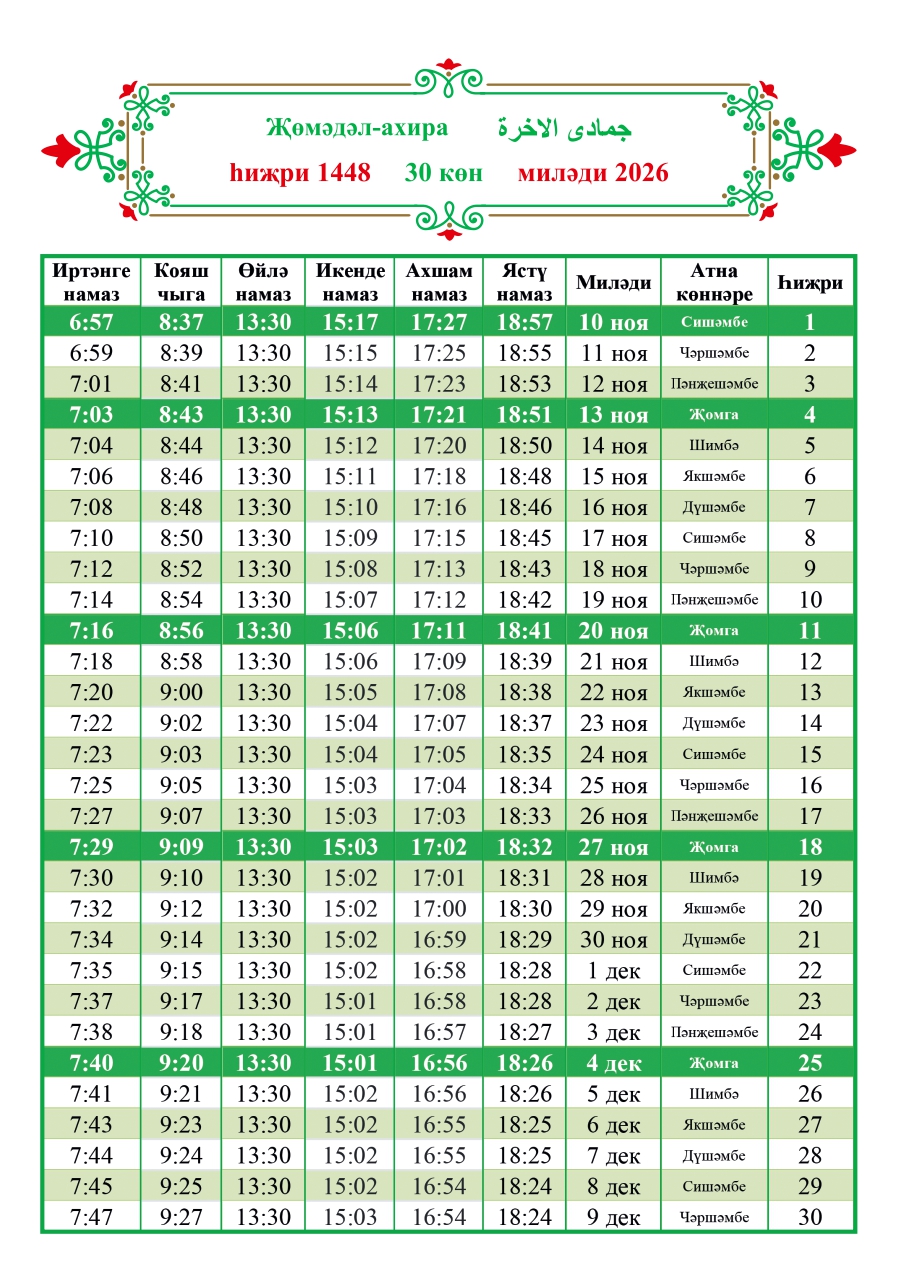 Җөмәдәл-ахира جمادى الاخرة
һиҗри 1448 30 көн миләди 2026
Иртәнге намаз Кояш чыга Өйлә намаз Икенде намаз Ахшам намаз Ястү намаз Миләди Атна көннәре Һиҗри
6:57 8:37 13:30 15:17 17:27 18:57 10 ноя Сишәмбе 1
6:59 8:39 13:30 15:15 17:25 18:55 11 ноя Чәршәмбе 2
7:01 8:41 13:30 15:14 17:23 18:53 12 ноя Пәнҗешәмбе 3
7:03 8:43 13:30 15:13 17:21 18:51 13 ноя Җомга 4
7:04 8:44 13:30 15:12 17:20 18:50 14 ноя Шимбә 5
7:06 8:46 13:30 15:11 17:18 18:48 15 ноя Якшәмбе 6
7:08 8:48 13:30 15:10 17:16 18:46 16 ноя Дүшәмбе 7
7:10 8:50 13:30 15:09 17:15 18:45 17 ноя Сишәмбе 8
7:12 8:52 13:30 15:08 17:13 18:43 18 ноя Чәршәмбе 9
7:14 8:54 13:30 15:07 17:12 18:42 19 ноя Пәнҗешәмбе 10
7:16 8:56 13:30 15:06 17:11 18:41 20 ноя Җомга 11
7:18 8:58 13:30 15:06 17:09 18:39 21 ноя Шимбә 12
7:20 9:00 13:30 15:05 17:08 18:38 22 ноя Якшәмбе 13
7:22 9:02 13:30 15:04 17:07 18:37 23 ноя Дүшәмбе 14
7:23 9:03 13:30 15:04 17:05 18:35 24 ноя Сишәмбе 15
7:25 9:05 13:30 15:03 17:04 18:34 25 ноя Чәршәмбе 16
7:27 9:07 13:30 15:03 17:03 18:33 26 ноя Пәнҗешәмбе 17
7:29 9:09 13:30 15:03 17:02 18:32 27 ноя Җомга 18
7:30 9:10 13:30 15:02 17:01 18:31 28 ноя Шимбә 19
7:32 9:12 13:30 15:02 17:00 18:30 29 ноя Якшәмбе 20
7:34 9:14 13:30 15:02 16:59 18:29 30 ноя Дүшәмбе 21
7:35 9:15 13:30 15:02 16:58 18:28 1 дек Сишәмбе 22
7:37 9:17 13:30 15:01 16:58 18:28 2 дек Чәршәмбе 23
7:38 9:18 13:30 15:01 16:57 18:27 3 дек Пәнҗешәмбе 24
7:40 9:20 13:30 15:01 16:56 18:26 4 дек Җомга 25
7:41 9:21 13:30 15:02 16:56 18:26 5 дек Шимбә 26
7:43 9:23 13:30 15:02 16:55 18:25 6 дек Якшәмбе 27
7:44 9:24 13:30 15:02 16:55 18:25 7 дек Дүшәмбе 28
7:45 9:25 13:30 15:02 16:54 18:24 8 дек Сишәмбе 29
7:47 9:27 13:30 15:03 16:54 18:24 9 дек Чәршәмбе 30